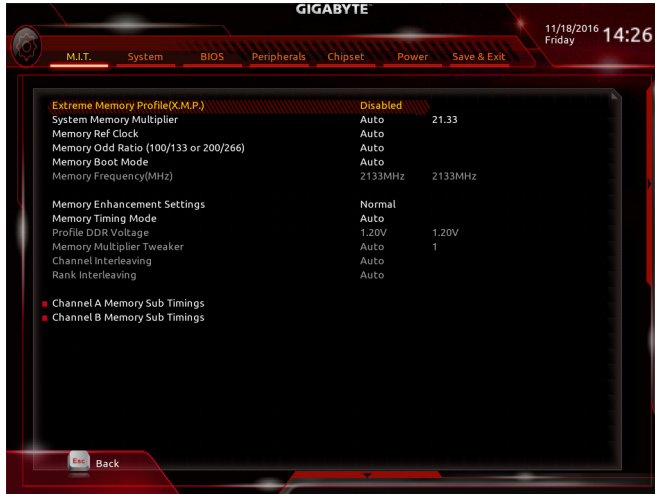 GIGABYTE
11/18/2016
Friday
14:26
M.I.T. System BIOS Peripherals Chipset Power Save & Exit
Extreme Memory Profile(X.M.P.) Disabled
System Memory Multiplier Auto 21.33
Memory Ref Clock Auto
Memory Odd Ratio (100/133 or 200/266) Auto
Memory Boot Mode Auto
Memory Frequency(MHz) 2133MHz 2133MHz
Memory Enhancement Settings Normal
Memory Timing Mode Auto
Profile DDR Voltage 1.20V 1.20V
Memory Multiplier Tweaker Auto 1
Channel Interleaving Auto
Rank Interleaving Auto
Channel A Memory Sub Timings
Channel B Memory Sub Timings
Esc Back